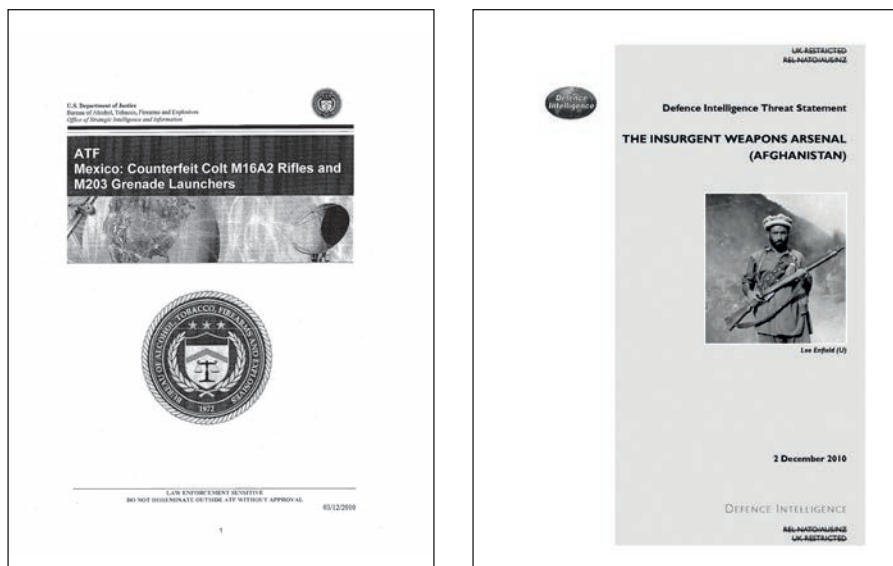 U.S. Department of Justice
Bureau of Alcohol, Tobacco, Firearms and Explosives
Office of Strategic Intelligence and Information
ATF
Mexico: Counterfeit Colt M16A2 Rifles and
M203 Grenade Launchers
BUREAU OF ALCOHOL, TOBACCO, FIREARMS AND EXPLOSIVES
1972
LAW ENFORCEMENT SENSITIVE
DO NOT DISSEMINATE OUTSIDE ATF WITHOUT APPROVAL
03/12/2010
1
UK RESTRICTED
REL NATO/AUS/NZ
Defence
Intelligence
Defence Intelligence Threat Statement
THE INSURGENT WEAPONS ARSENAL
(AFGHANISTAN)
Lee Enfield (U)
2 December 2010
DEFENCE INTELLIGENCE
REL NATO/AUS/NZ
UK RESTRICTED